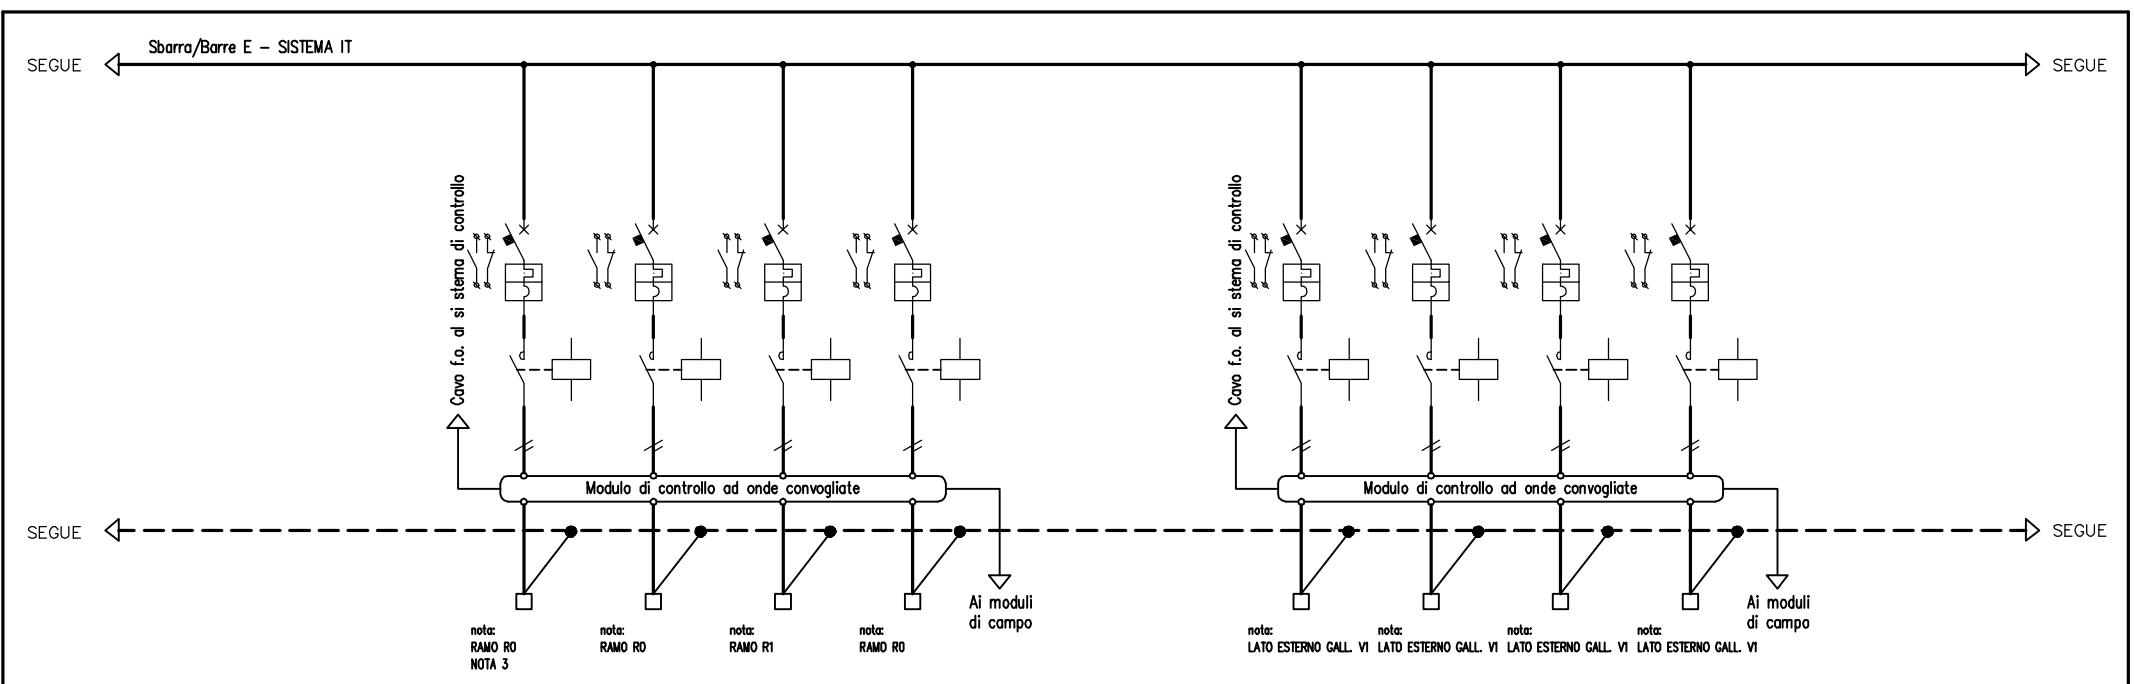 Sbarra/Barre E - SISTEMA IT
SEGUE
SEGUE
Cavo f.o. al si stema di controllo
Cavo f.o. al si stema di controllo
Modulo di controllo ad onde convogliate
Modulo di controllo ad onde convogliate
SEGUE
SEGUE
Ai moduli
di campo
Ai moduli
di campo
nota:
RAMO R0
NOTA 3
nota:
RAMO R0
nota:
RAMO R1
nota:
RAMO R0
nota:
LATO ESTERNO GALL. V1
nota:
LATO ESTERNO GALL. V1
nota:
LATO ESTERNO GALL. V1
nota:
LATO ESTERNO GALL. V1